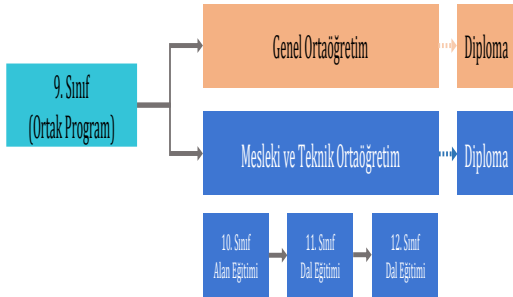 Genel Ortaöğretim
Diploma
9. Sınıf
(Ortak Program)
Mesleki ve Teknik Ortaöğretim
Diploma
10. Sınıf
Alan Eğitimi
11. Sınıf
Dal Eğitimi
12. Sınıf
Dal Eğitimi